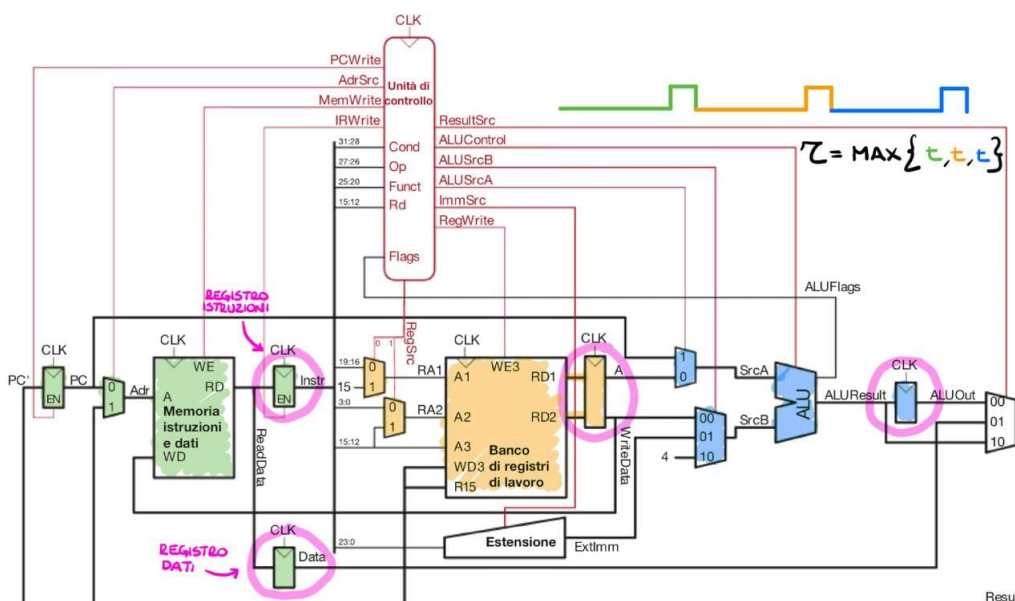 CLK
PCWrite
AdrSrc
MemWrite
IRWrite
Unità di
controllo
ResultSrc
ALUControl
ALUSrcB
ALUSrcA
ImmSrc
RegWrite
31:28
Cond
27:26
Op
25:20
Funct
15:12
Rd
Flags
τ = MAX{t,t,t}
ALUFlags
REGISTRO
ISTRUZIONI
RegSrc
0 1
CLK
PC'
EN
PC
0
1
Adr
CLK
WE
RD
A
Memoria
istruzioni
e dati
WD
CLK
EN
Instr
19:16
15
3:0
15:12
0
1
0
1
RA1
RA2
CLK
WE3
A1
RD1
A2
RD2
A3
Banco
di registri
di lavoro
WD3
R15
CLK
A
WriteData
1
0
00
01
10
4
SrcA
SrcB
ALU
ALUResult
CLK
ALUOut
00
01
10
ReadData
23:0
Estensione
ExtImm
REGISTRO
DATI
CLK
Data
Resu